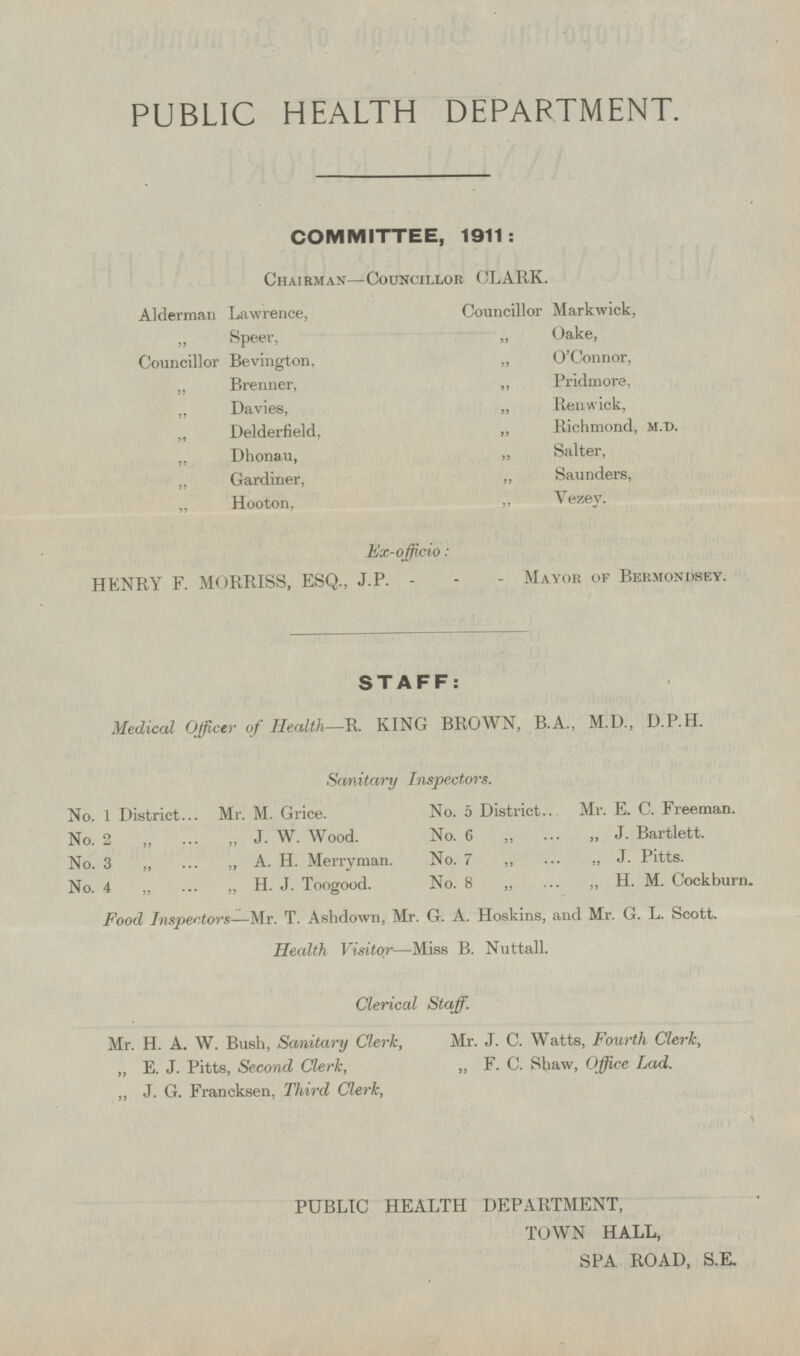 PUBLIC HEALTH DEPARTMENT.
COMMITTEE, 1911:
CHAIRMAN—COUNCILLOR CLARK.
Alderman Lawrence, Councillor Markwick,
„ Speer, „ Oake,
Councillor Bevington, „ O'Connor,
„ Brenner, „ Pridmore,
„ Davies, „ Renwick,
„ Delderfield, „ Richmond, M.D.
„ Dhonau, „ Salter,
„ Gardiner, „ Saunders,
„ Hooton, „ Vezey.
Ex-officio:
HENRY F. MORRISS, ESQ., J.P. - - - MAYOR OF BERMONDSEY.
STAFF:
Medical Officer of Health—R. KING BROWN, B.A., M.D., D.P.H.
Sanitary Inspectors.
No. 1 District... Mr. M. Grice. No. 5 District... Mr. E. C. Freeman.
No. 2 „ ... „ J. W. Wood. No. 6 „ ... „ J. Bartlett.
No. 3 „ ... „ A. H. Merryman. No. 7 „ ... „ J. Pitts.
No. 4 „ ... „ H. J. Toogood. No. 8 „ ... „ H. M. Cockburn.
Food Inspectors—Mr. T. Ashdown, Mr. G. A. Hoskins, and Mr. G. L. Scott.
Health Visitor—Miss B. Nuttall.
Clerical Staff.
Mr. H. A. W. Bush, Sanitary Clerk, Mr. J. C. Watts, Fourth Clerk,
„ E. J. Pitts, Second Clerk, „ F. C. Shaw, Office Lad.
„ J. G. Francksen, Third Clerk,
PUBLIC HEALTH DEPARTMENT,
TOWN HALL,
SPA ROAD, S.E.